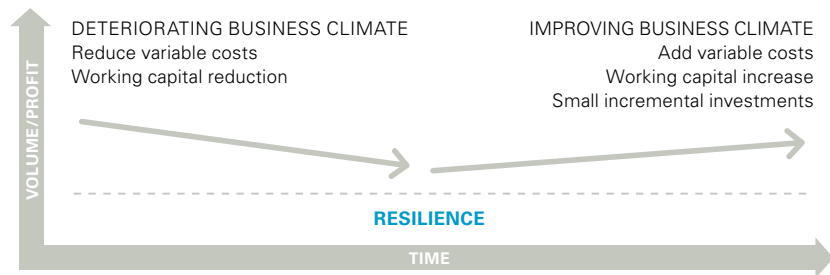 DETERIORATING BUSINESS CLIMATE
Reduce variable costs
Working capital reduction
IMPROVING BUSINESS CLIMATE
Add variable costs
Working capital increase
Small incremental investments
VOLUME/PROFIT
RESILIENCE
TIME